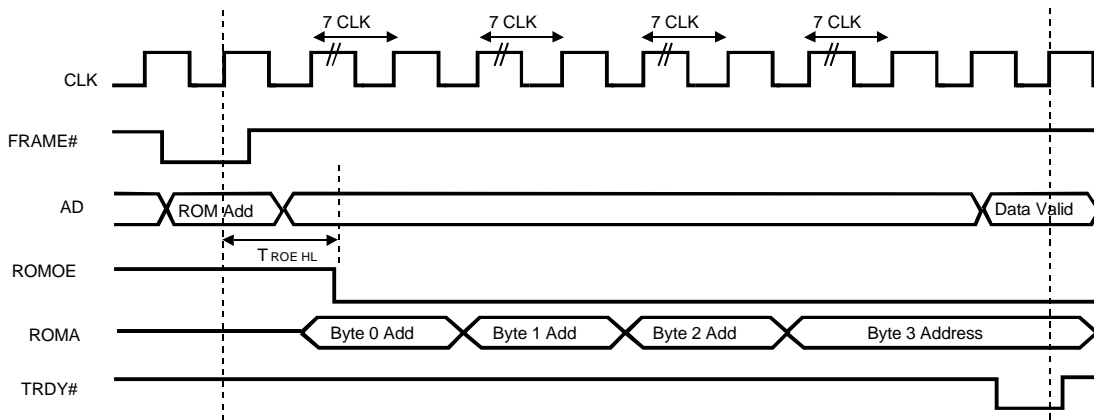 7 CLK 7 CLK 7 CLK 7 CLK
CLK
FRAME#
AD ROM Add Data Valid
T ROE HL
ROMOE
ROMA Byte 0 Add Byte 1 Add Byte 2 Add Byte 3 Address
TRDY#